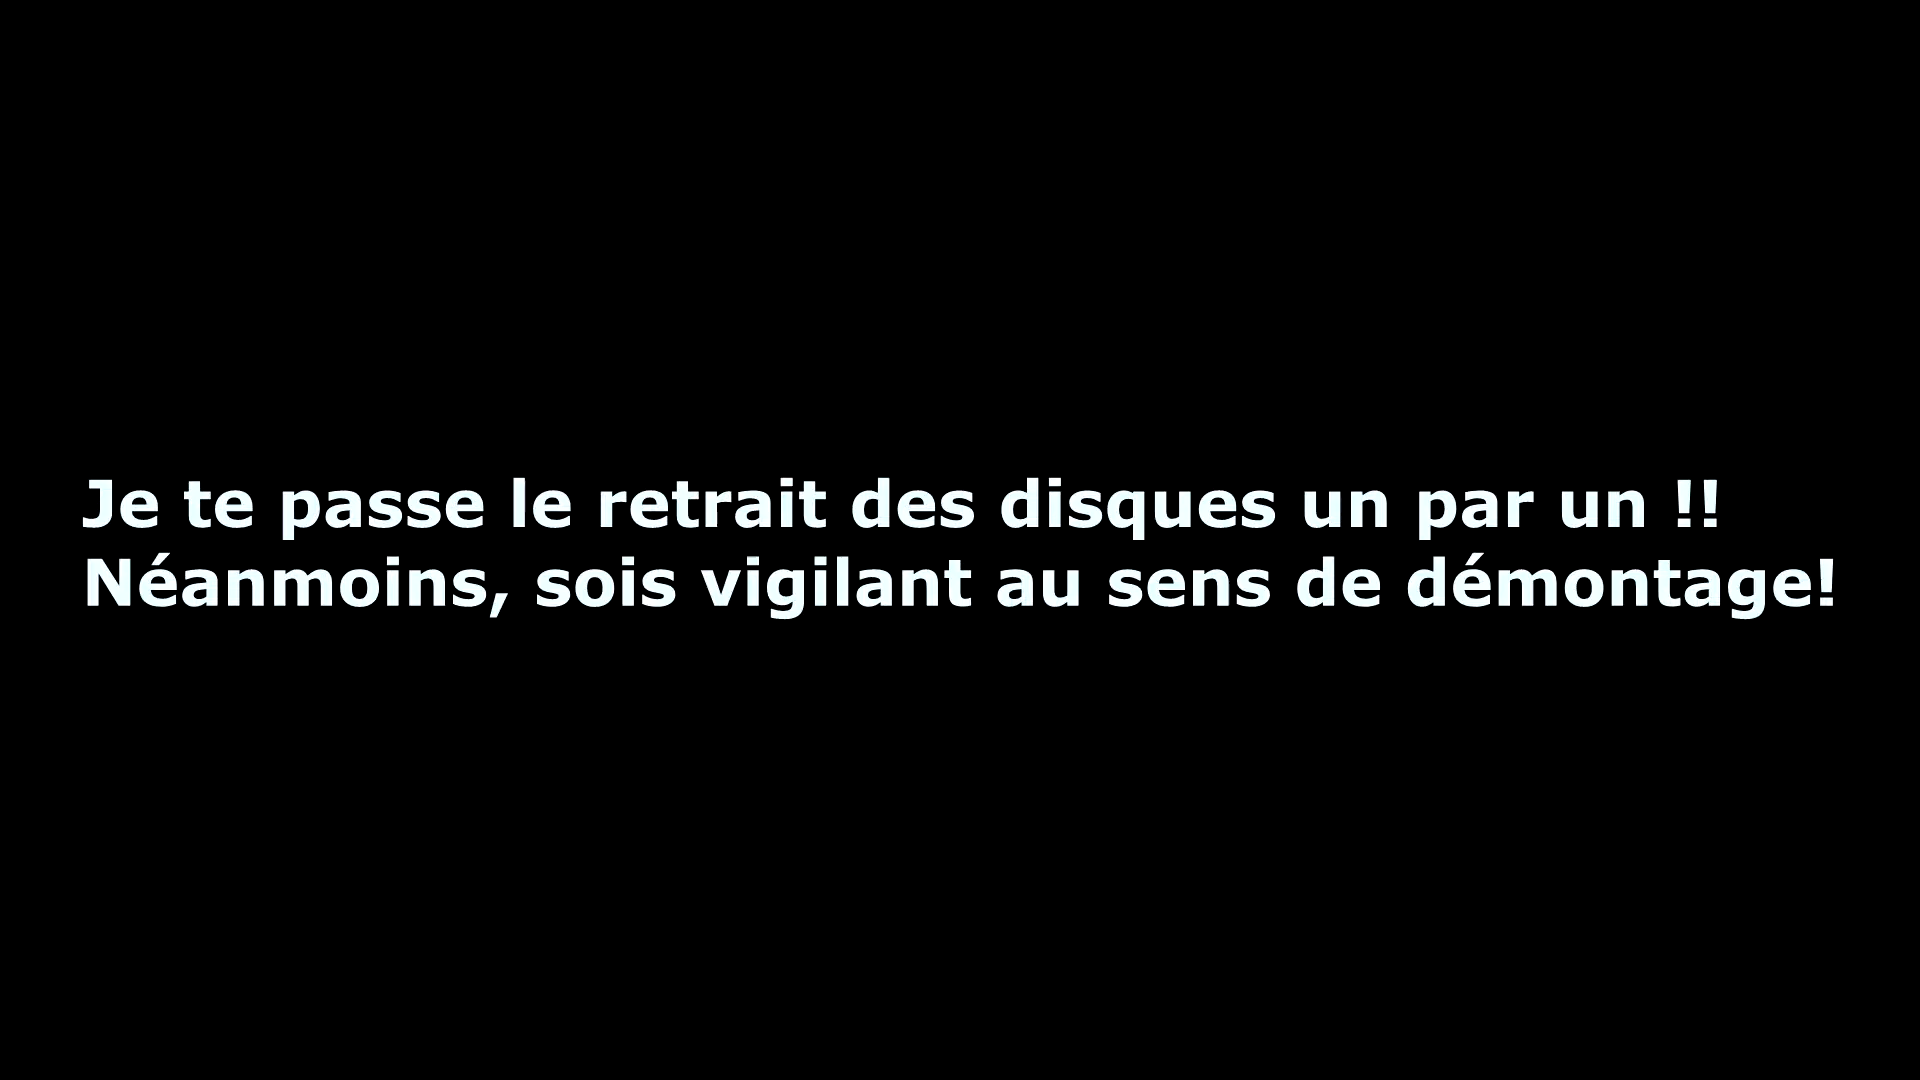 Je te passe le retrait des disques un par un !!
Néanmoins, sois vigilant au sens de démontage!